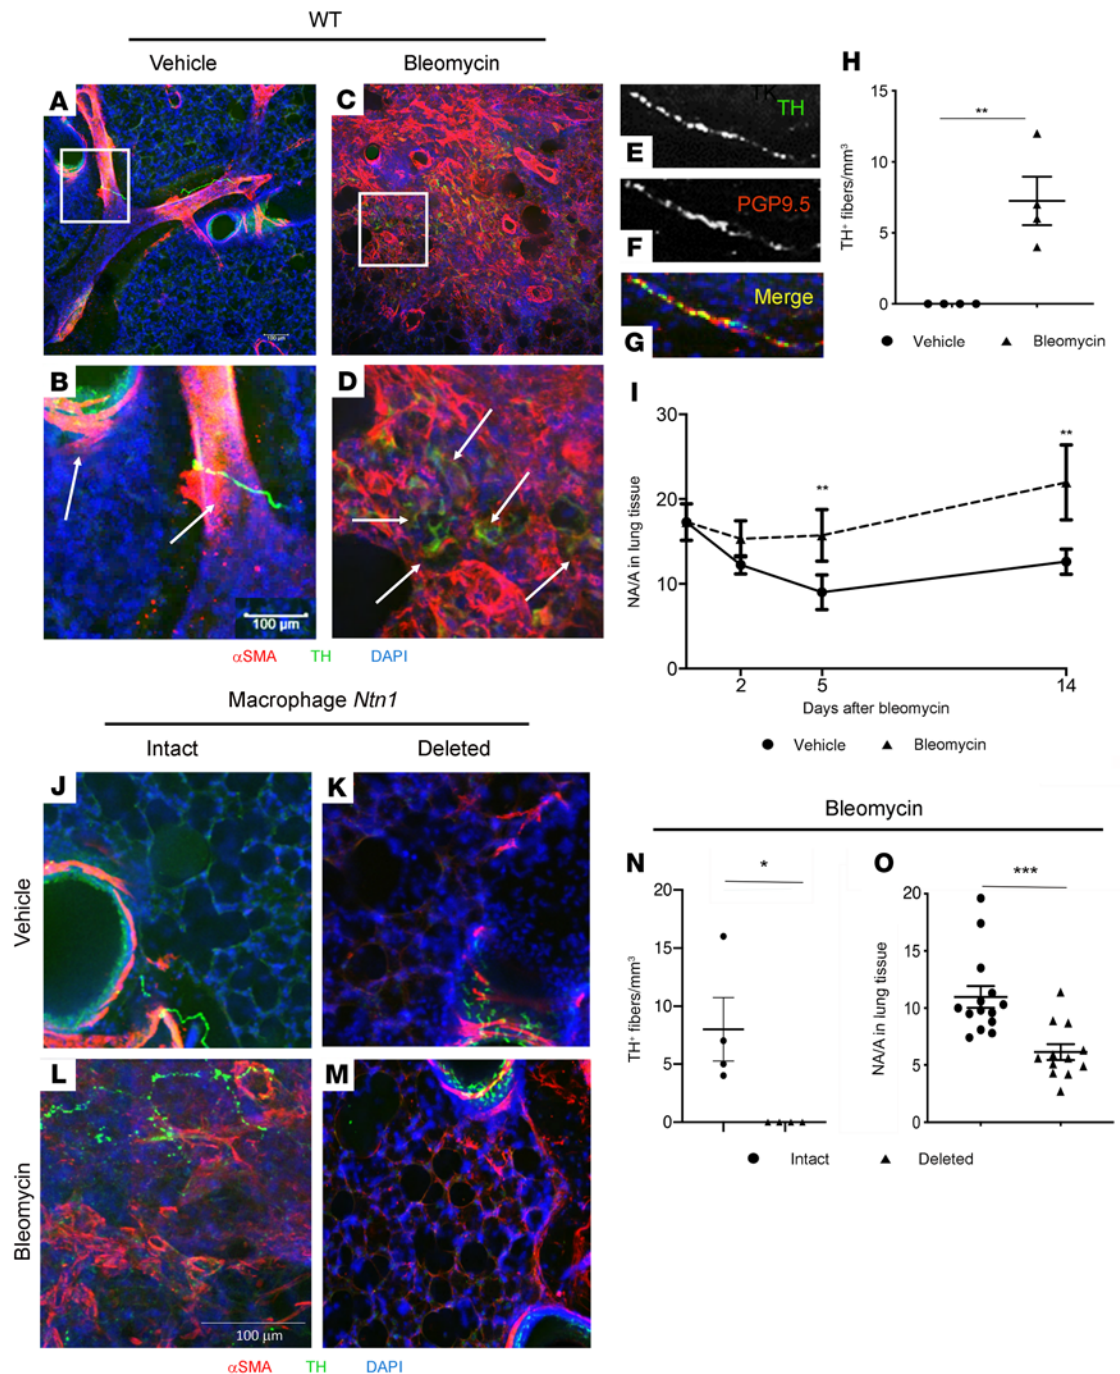 WT
Vehicle Bleomycin
A
C
B
100 µm
D
αSMA TH DAPI
TH
E
PGP9.5
F
Merge
G
H
**
15
10
5
0
TH⁺ fibers/mm³
Vehicle Bleomycin
I
30
20
10
0
NA/A in lung tissue
**
**
2 5 14
Days after bleomycin
Vehicle Bleomycin
Macrophage Ntn1
Intact Deleted
Vehicle
J
K
Bleomycin
L
100 µm
M
αSMA TH DAPI
Bleomycin
N
*
20
15
10
5
0
TH⁺ fibers/mm³
O
***
20
15
10
5
0
NA/A in lung tissue
Intact Deleted